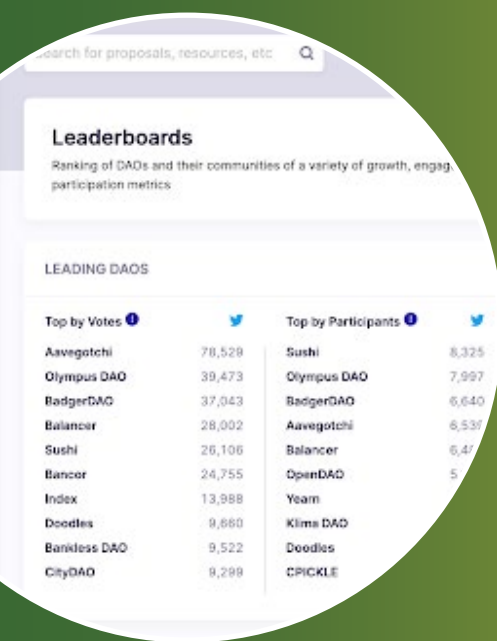 search for proposals, resources, etc
Leaderboards
Ranking of DAOs and their communities of a variety of growth, engag
participation metrics
LEADING DAOS
Top by Votes
Aavegotchi 78,529
Olympus DAO 39,473
BadgerDAO 37,043
Balancer 28,002
Sushi 26,106
Bancor 24,755
Index 13,988
Doodles 9,660
Bankless DAO 9,522
CityDAO 9,299
Top by Participants
Sushi 8,325
Olympus DAO 7,997
BadgerDAO 6,640
Aavegotchi
Balancer
OpenDAO
Yearn
Klima DAO
Doodles
CPICKLE